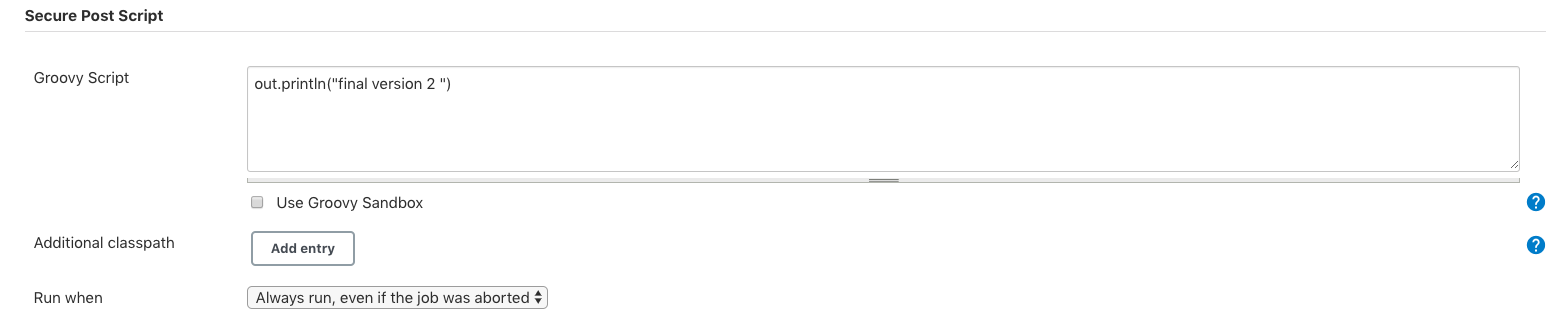 Secure Post Script
Groovy Script
out.println("final version 2 ")
Use Groovy Sandbox
?
Additional classpath
Add entry
?
Run when
Always run, even if the job was aborted